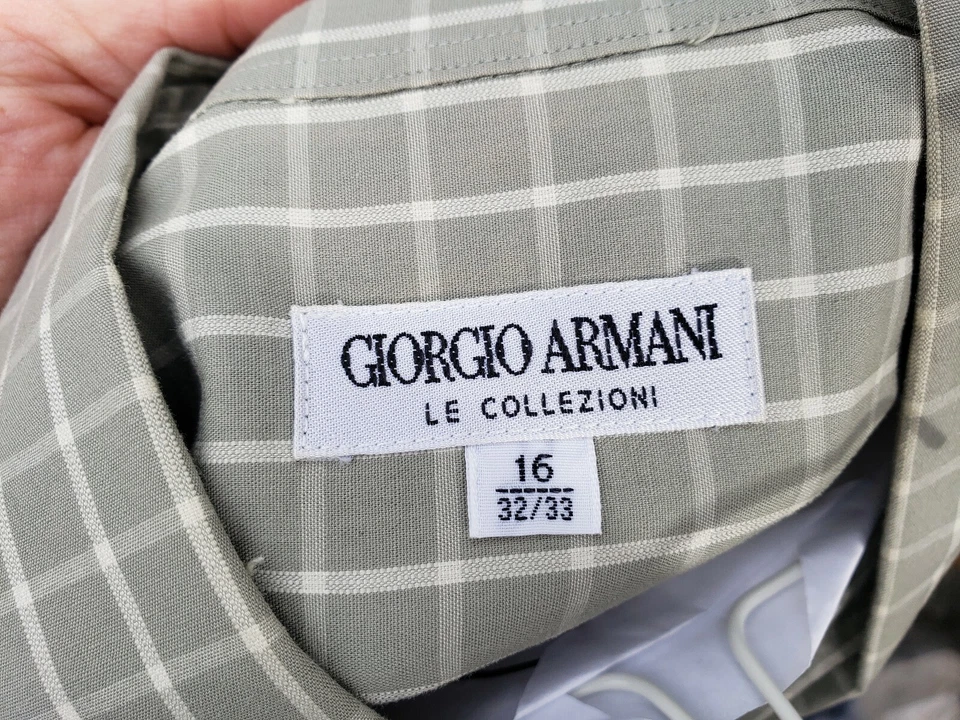 GIORGIO ARMANI
LE COLLEZIONI
16
32/33